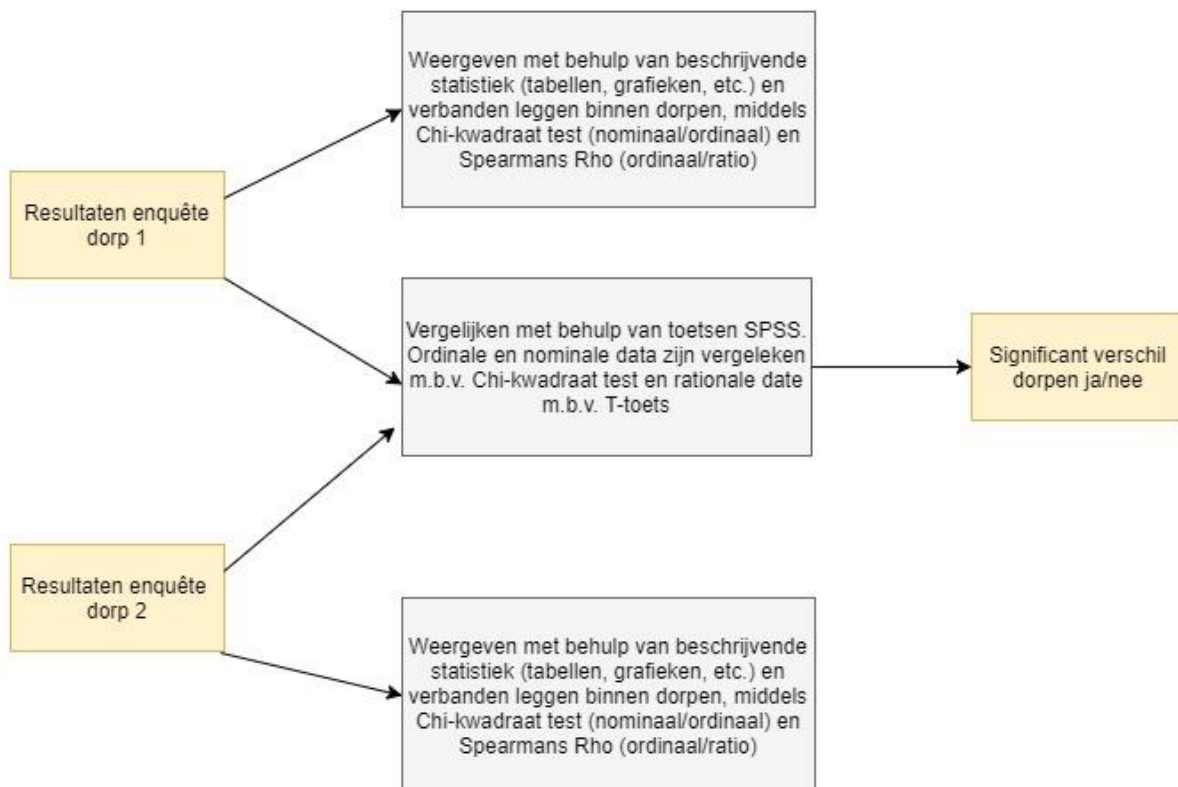 Weergeven met behulp van beschrijvende
statistiek (tabellen, grafieken, etc.) en
verbanden leggen binnen dorpen, middels
Chi-kwadraat test (nominaal/ordinaal) en
Spearmans Rho (ordinaal/ratio)
Resultaten enquête
dorp 1
Vergelijken met behulp van toetsen SPSS.
Ordinale en nominale data zijn vergeleken
m.b.v. Chi-kwadraat test en rationale date
m.b.v. T-toets
Significant verschil
dorpen ja/nee
Resultaten enquête
dorp 2
Weergeven met behulp van beschrijvende
statistiek (tabellen, grafieken, etc.) en
verbanden leggen binnen dorpen, middels
Chi-kwadraat test (nominaal/ordinaal) en
Spearmans Rho (ordinaal/ratio)